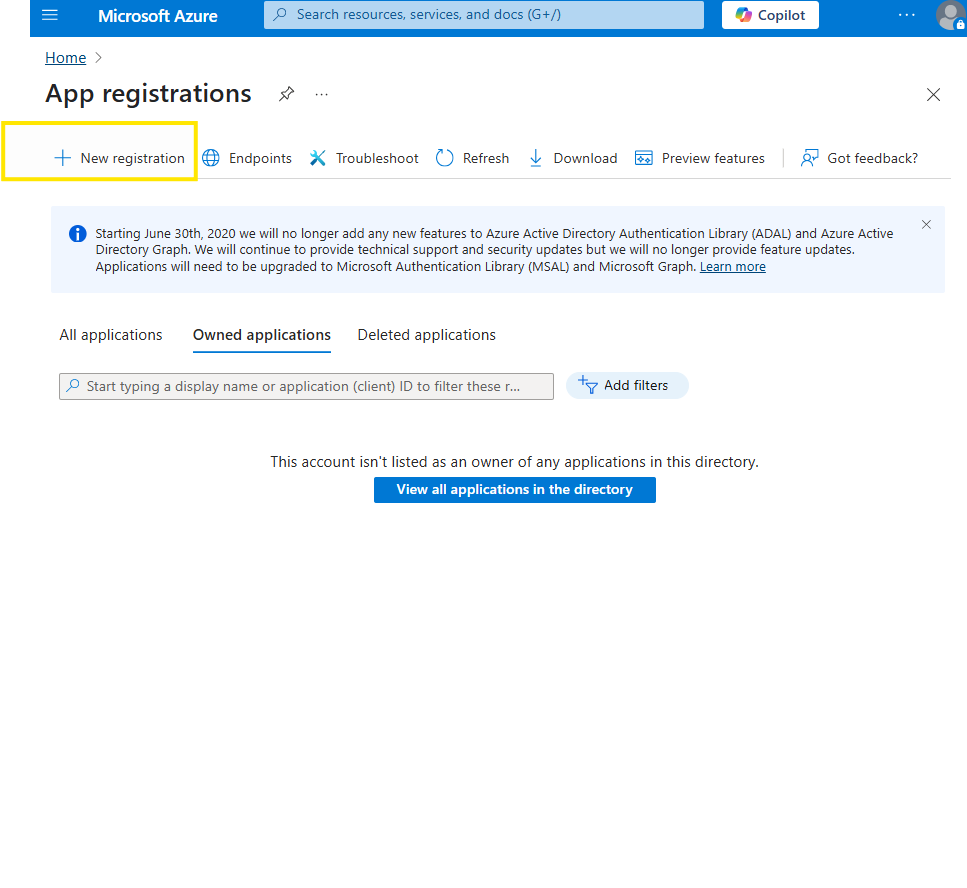 Microsoft Azure
Search resources, services, and docs (G+/)
Copilot
...
Home
App registrations
...
New registration
Endpoints
Troubleshoot
Refresh
Download
Preview features
Got feedback?
Starting June 30th, 2020 we will no longer add any new features to Azure Active Directory Authentication Library (ADAL) and Azure Active
Directory Graph. We will continue to provide technical support and security updates but we will no longer provide feature updates.
Applications will need to be upgraded to Microsoft Authentication Library (MSAL) and Microsoft Graph. Learn more
All applications
Owned applications
Deleted applications
Start typing a display name or application (client) ID to filter these r...
Add filters
This account isn't listed as an owner of any applications in this directory.
View all applications in the directory